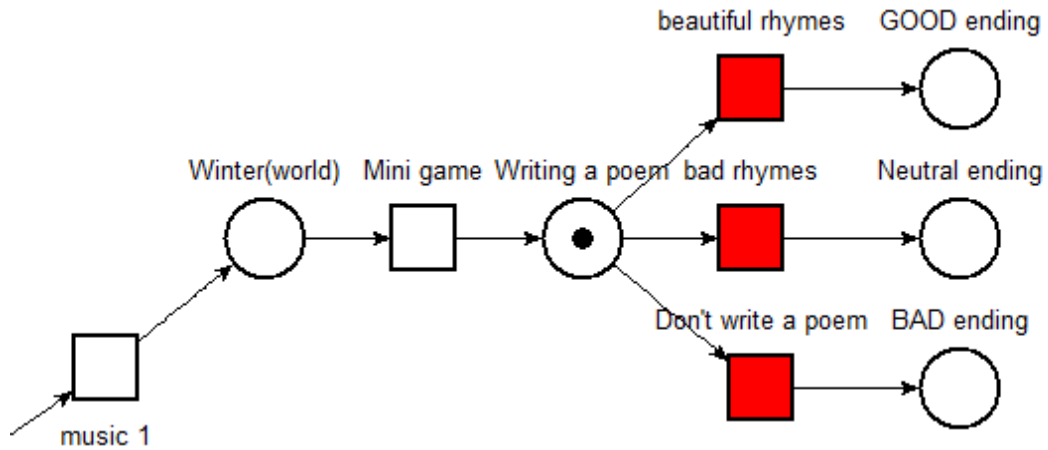 beautiful rhymes
GOOD ending
Winter(world)
Mini game
Writing a poem
bad rhymes
Neutral ending
Don't write a poem
BAD ending
music 1